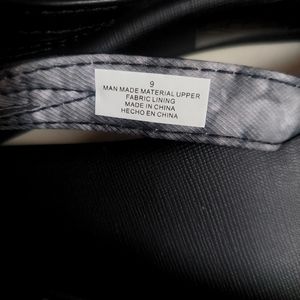 9
MAN MADE MATERIAL UPPER
FABRIC LINING
MADE IN CHINA
HECHO EN CHINA